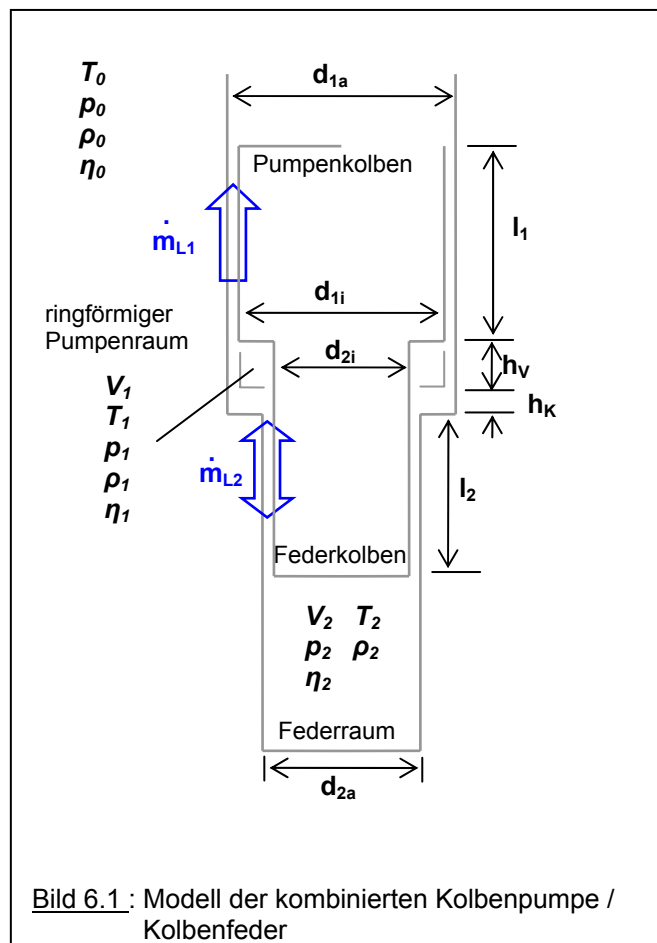 T0
p0
ρ0
η0
d1a
Pumpenkolben
ṁL1
l1
d1i
ringförmiger
Pumpenraum
d2i
hV
V1
T1
p1
ρ1
η1
hK
ṁL2
l2
Federkolben
V2 T2
p2 ρ2
η2
Federraum
d2a
Bild 6.1 : Modell der kombinierten Kolbenpumpe /
Kolbenfeder